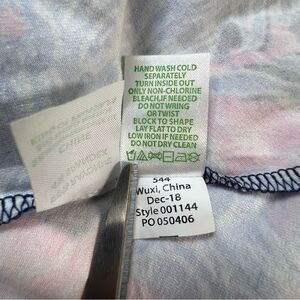 HAND WASH COLD
SEPARATELY
TURN INSIDE OUT
ONLY NON-CHLORINE
BLEACH, IF NEEDED
DO NOT WRING
OR TWIST
BLOCK TO SHAPE
LAY FLAT TO DRY
LOW IRON IF NEEDED
DO NOT DRY CLEAN
544
Wuxi, China
Dec-18
Style 001144
PO 050406